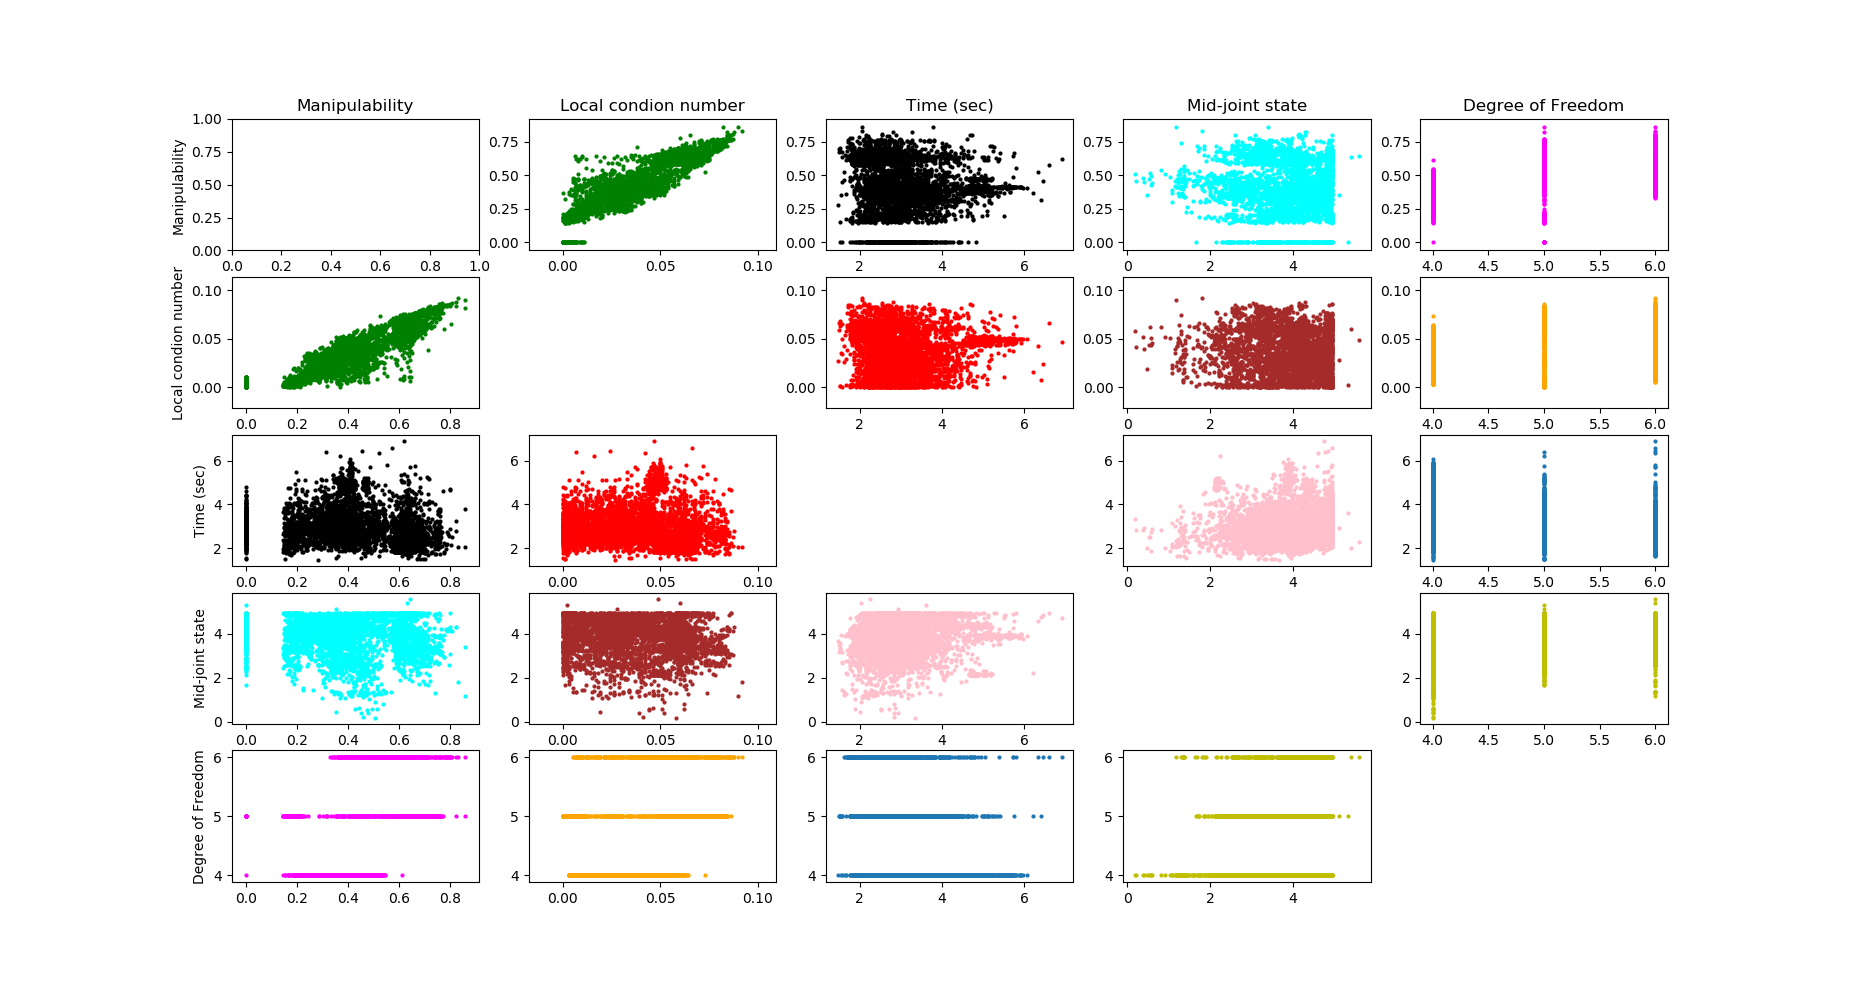 Manipulability Local condion number Time (sec) Mid-joint state Degree of Freedom
Manipulability
1.00 0.75 0.50 0.25 0.00
0.0 0.2 0.4 0.6 0.8 1.0
0.75 0.50 0.25 0.00
0.00 0.05 0.10
0.75 0.50 0.25 0.00
2 4 6
0.75 0.50 0.25 0.00
0 2 4
0.75 0.50 0.25 0.00
4.0 4.5 5.0 5.5 6.0
Local condion number
0.10 0.05 0.00
0.0 0.2 0.4 0.6 0.8
0.10 0.05 0.00
2 4 6
0.10 0.05 0.00
0 2 4
0.10 0.05 0.00
4.0 4.5 5.0 5.5 6.0
Time (sec)
6 4 2
0.0 0.2 0.4 0.6 0.8
6 4 2
0.00 0.05 0.10
6 4 2
0 2 4
6 4 2
4.0 4.5 5.0 5.5 6.0
Mid-joint state
4 2 0
0.0 0.2 0.4 0.6 0.8
4 2 0
0.00 0.05 0.10
4 2 0
2 4 6
4 2 0
4.0 4.5 5.0 5.5 6.0
Degree of Freedom
6 5 4
0.0 0.2 0.4 0.6 0.8
6 5 4
0.00 0.05 0.10
6 5 4
2 4 6
6 5 4
0 2 4